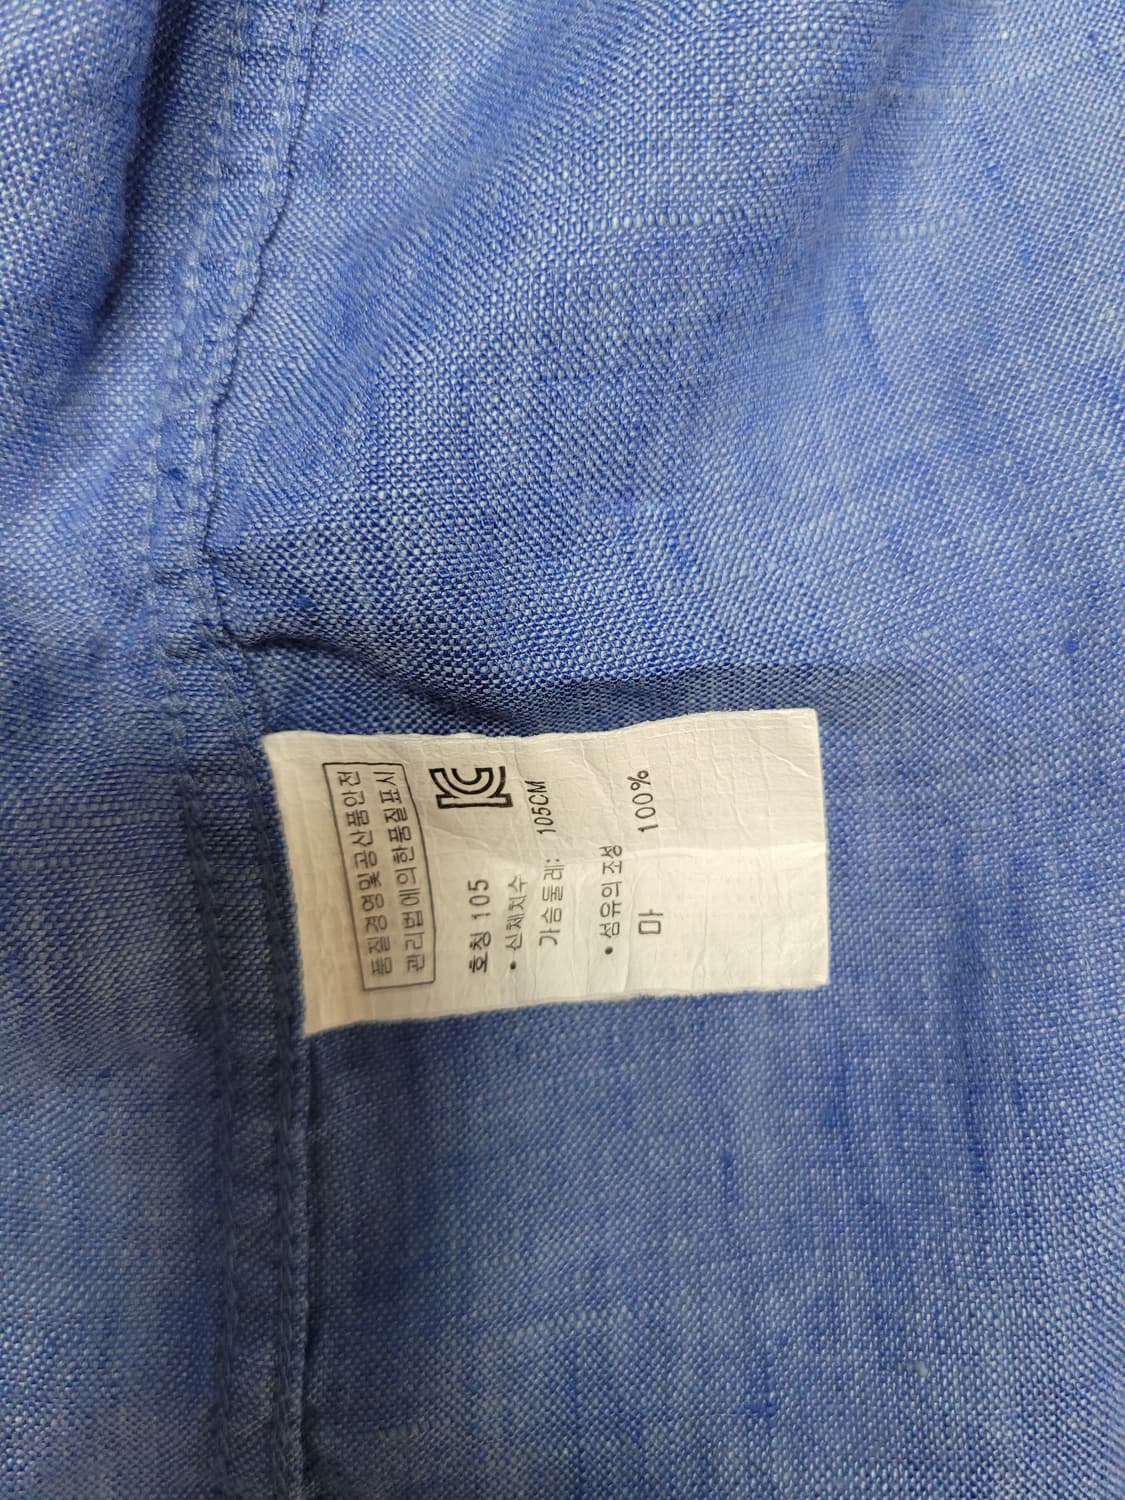 품질경영및공산품안전
관리법에의한품질표시
KC
호칭 105
• 신체치수
가슴둘레: 105CM
• 섬유의 조성
마 100%